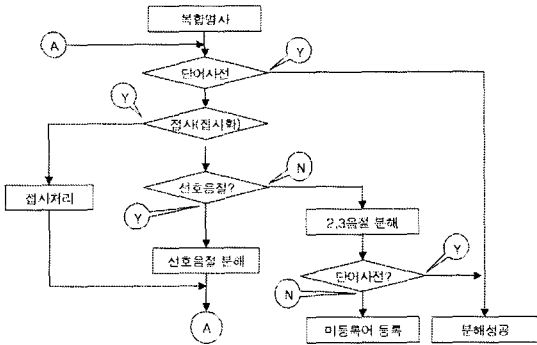 복합명사
A
Y
단어사전
Y
접사(접사화)
N
선호음절?
접사처리
Y
2,3음절 분해
Y
선호음절 분해
단어사전?
N
A
미등록어 등록
분해성공